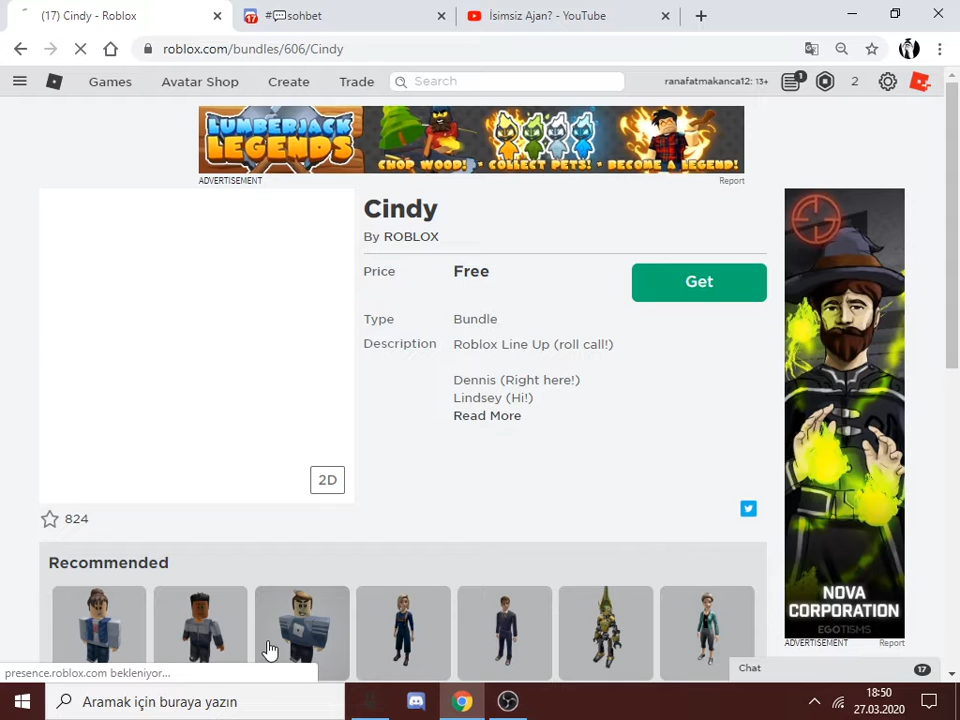 (17) Cindy - Roblox
17
#💬sohbet
İsimsiz Ajan? - YouTube
roblox.com/bundles/606/Cindy
Games
Avatar Shop
Create
Trade
Search
ranafatmakanca12: 13+
1
2
LUMBERJACK LEGENDS
CHOP WOOD! · COLLECT PETS! · BECOME A LEGEND!
ADVERTISEMENT
Report
Cindy
By ROBLOX
Price
Free
Get
Type
Bundle
Description
Roblox Line Up (roll call!)
Dennis (Right here!)
Lindsey (Hi!)
Read More
2D
824
NOVA
CORPORATION
EGOTISMS
ADVERTISEMENT
Report
Recommended
presence.roblox.com bekleniyor...
Chat
17
Aramak için buraya yazın
18:50
27.03.2020